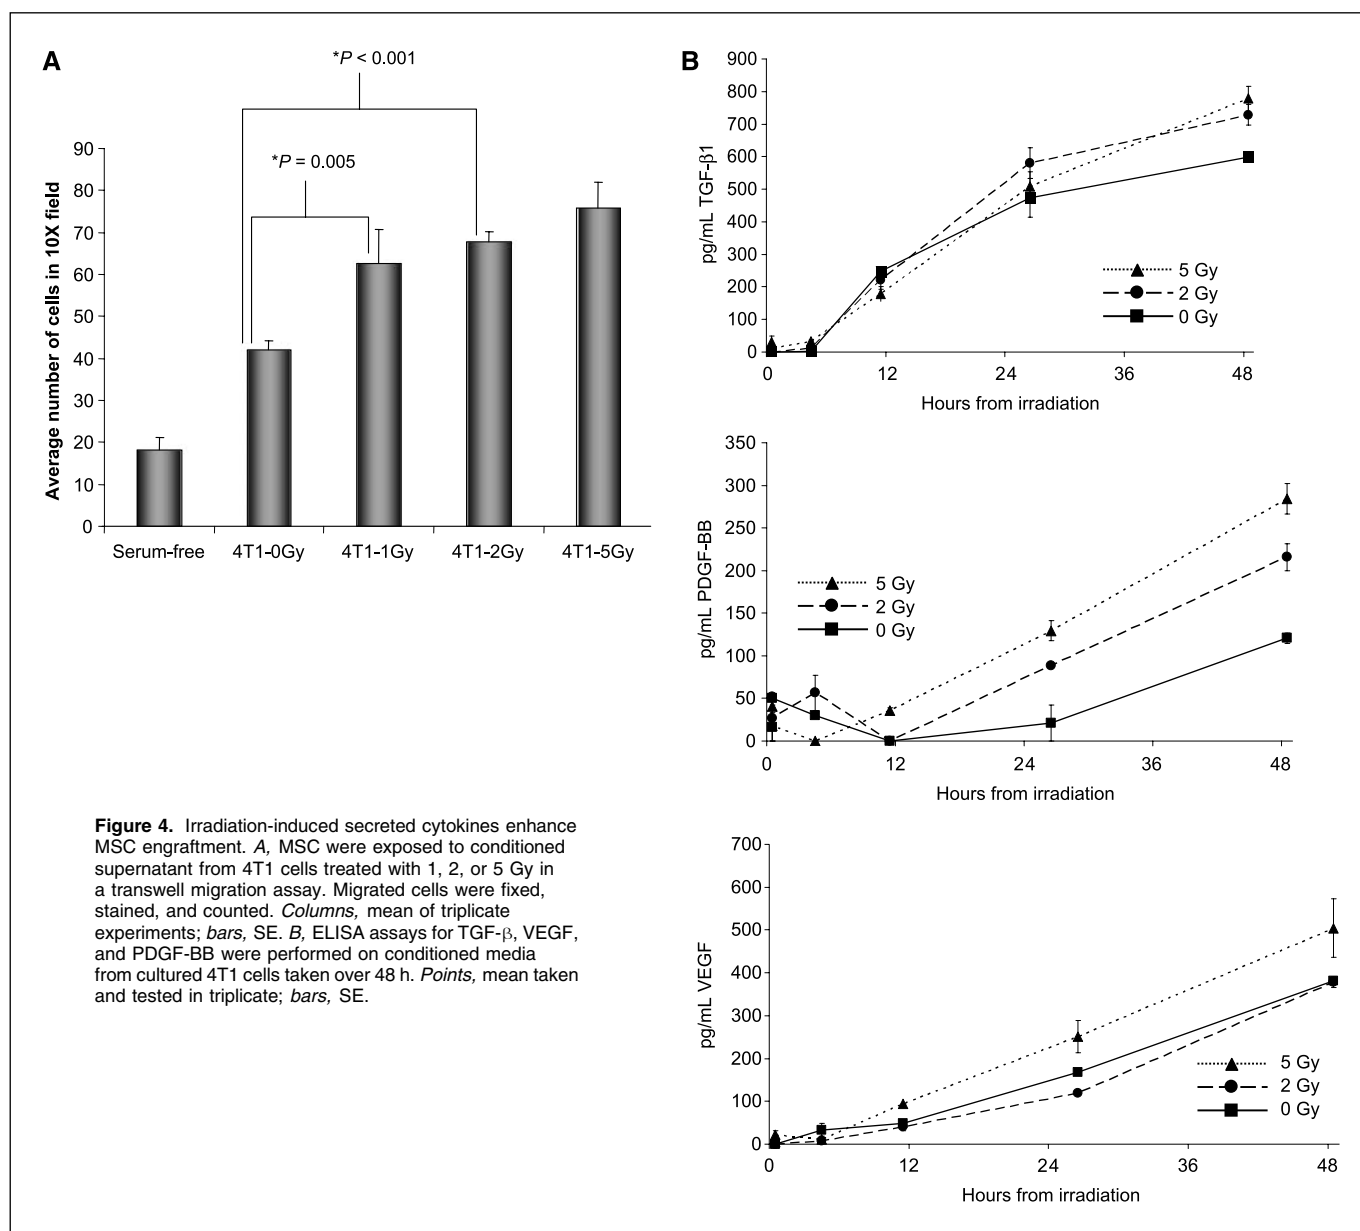 A
*P < 0.001
*P = 0.005
Average number of cells in 10X field
100
90
80
70
60
50
40
30
20
10
0
Serum-free 4T1-0Gy 4T1-1Gy 4T1-2Gy 4T1-5Gy
Figure 4. Irradiation-induced secreted cytokines enhance
MSC engraftment. A, MSC were exposed to conditioned
supernatant from 4T1 cells treated with 1, 2, or 5 Gy in
a transwell migration assay. Migrated cells were fixed,
stained, and counted. Columns, mean of triplicate
experiments; bars, SE. B, ELISA assays for TGF-β, VEGF,
and PDGF-BB were performed on conditioned media
from cultured 4T1 cells taken over 48 h. Points, mean taken
and tested in triplicate; bars, SE.
B
pg/mL TGF-β1
900
800
700
600
500
400
300
200
100
0
5 Gy
2 Gy
0 Gy
0 12 24 36 48
Hours from irradiation
pg/mL PDGF-BB
350
300
250
200
150
100
50
0
5 Gy
2 Gy
0 Gy
0 12 24 36 48
Hours from irradiation
pg/mL VEGF
700
600
500
400
300
200
100
0
5 Gy
2 Gy
0 Gy
0 12 24 36 48
Hours from irradiation